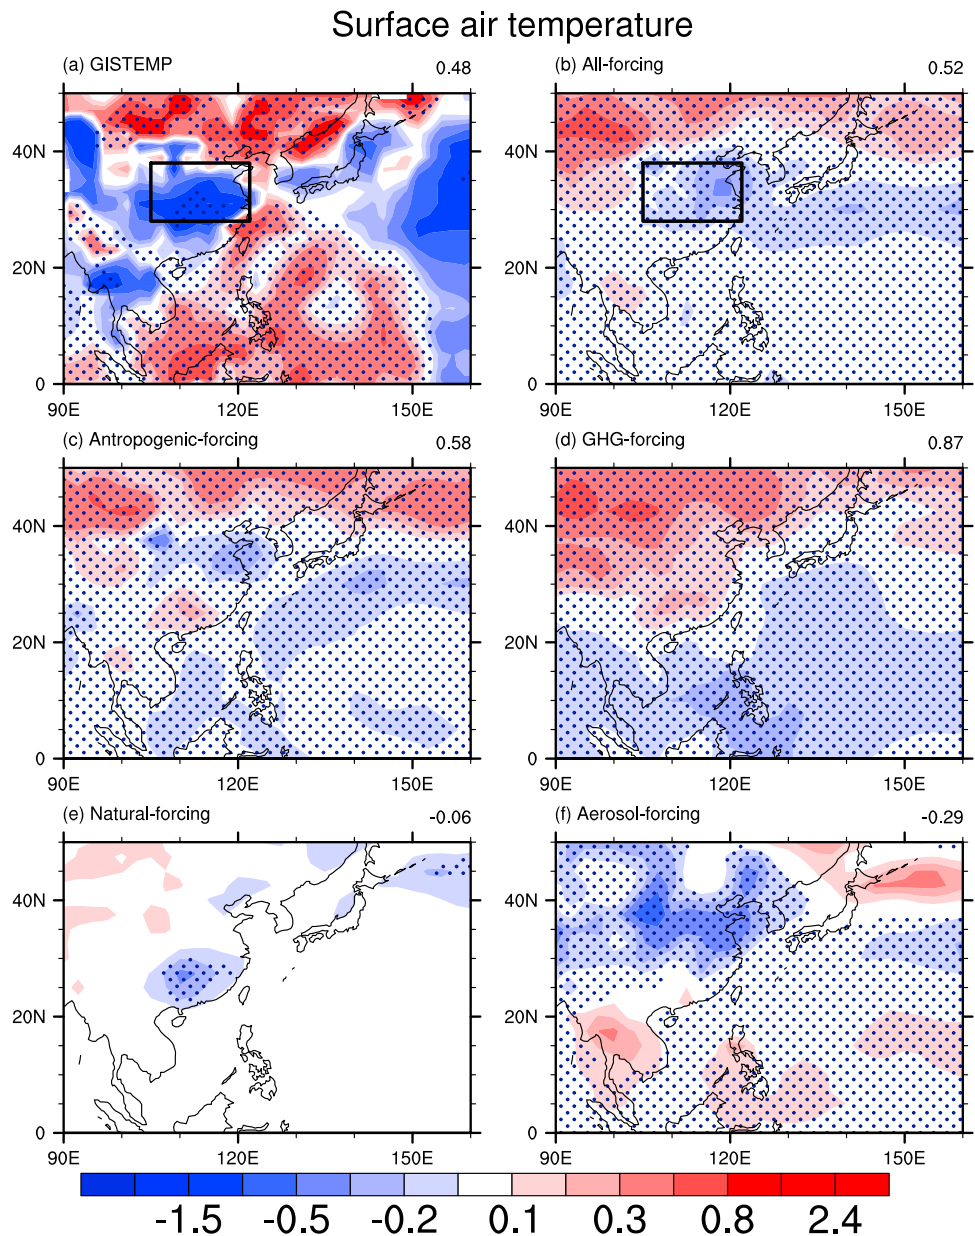 Surface air temperature
(a) GISTEMP 0.48
(b) All-forcing 0.52
40N 40N
20N 20N
0 0
90E 120E 150E 90E 120E 150E
(c) Antropogenic-forcing 0.58
(d) GHG-forcing 0.87
40N 40N
20N 20N
0 0
90E 120E 150E 90E 120E 150E
(e) Natural-forcing -0.06
(f) Aerosol-forcing -0.29
40N 40N
20N 20N
0 0
90E 120E 150E 90E 120E 150E
-1.5 -0.5 -0.2 0.1 0.3 0.8 2.4